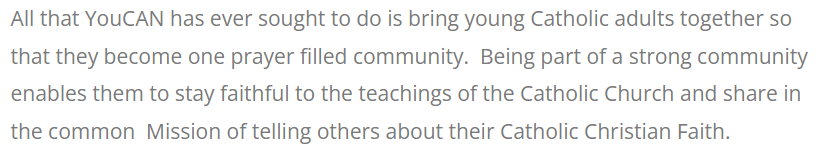 All that YouCAN has ever sought to do is bring young Catholic adults together so
that they become one prayer filled community.  Being part of a strong community
enables them to stay faithful to the teachings of the Catholic Church and share in
the common  Mission of telling others about their Catholic Christian Faith.